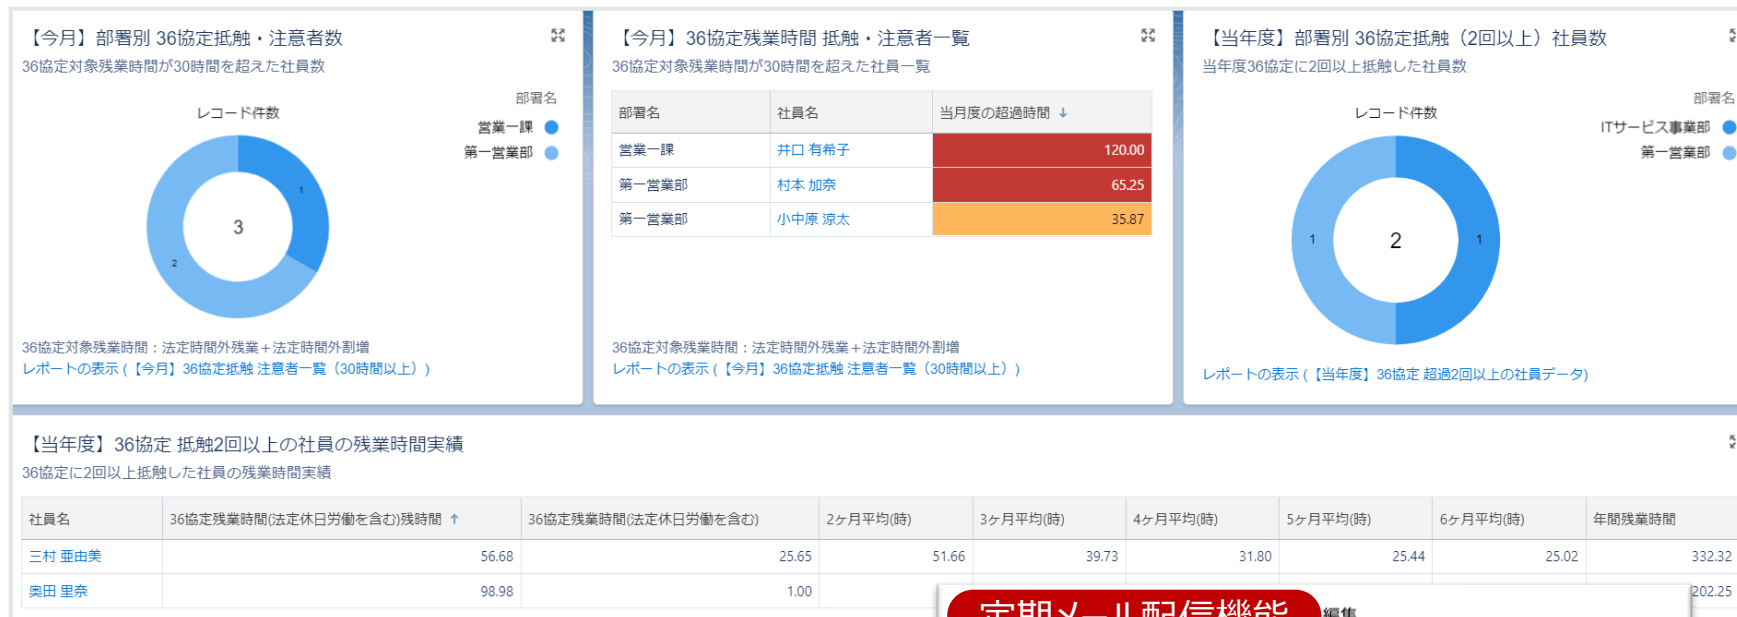 【今月】部署別 36協定抵触・注意者数
36協定対象残業時間が30時間を超えた社員数
レコード件数
部署名
営業一課
第一営業部
1
3
2
36協定対象残業時間：法定時間外残業＋法定時間外割増
レポートの表示 (【今月】36協定抵触 注意者一覧（30時間以上）)
【今月】36協定残業時間 抵触・注意者一覧
36協定対象残業時間が30時間を超えた社員一覧
部署名 社員名 当月度の超過時間 ↓
営業一課 井口 有希子 120.00
第一営業部 村本 加奈 65.25
第一営業部 小中原 涼太 35.87
36協定対象残業時間：法定時間外残業＋法定時間外割増
レポートの表示 (【今月】36協定抵触 注意者一覧（30時間以上）)
【当年度】部署別 36協定抵触（2回以上）社員数
当年度36協定に2回以上抵触した社員数
レコード件数
部署名
ITサービス事業部
第一営業部
1
2
1
レポートの表示 (【当年度】36協定 超過2回以上の社員データ)
【当年度】36協定 抵触2回以上の社員の残業時間実績
36協定に2回以上抵触した社員の残業時間実績
社員名 36協定残業時間(法定休日労働を含む)残時間 ↑ 36協定残業時間(法定休日労働を含む) 2ヶ月平均(時) 3ヶ月平均(時) 4ヶ月平均(時) 5ヶ月平均(時) 6ヶ月平均(時) 年間残業時間
三村 亜由美 56.68 25.65 51.66 39.73 31.80 25.44 25.02 332.32
奥田 里奈 98.98 1.00 202.25
定期メール配信機能 編集